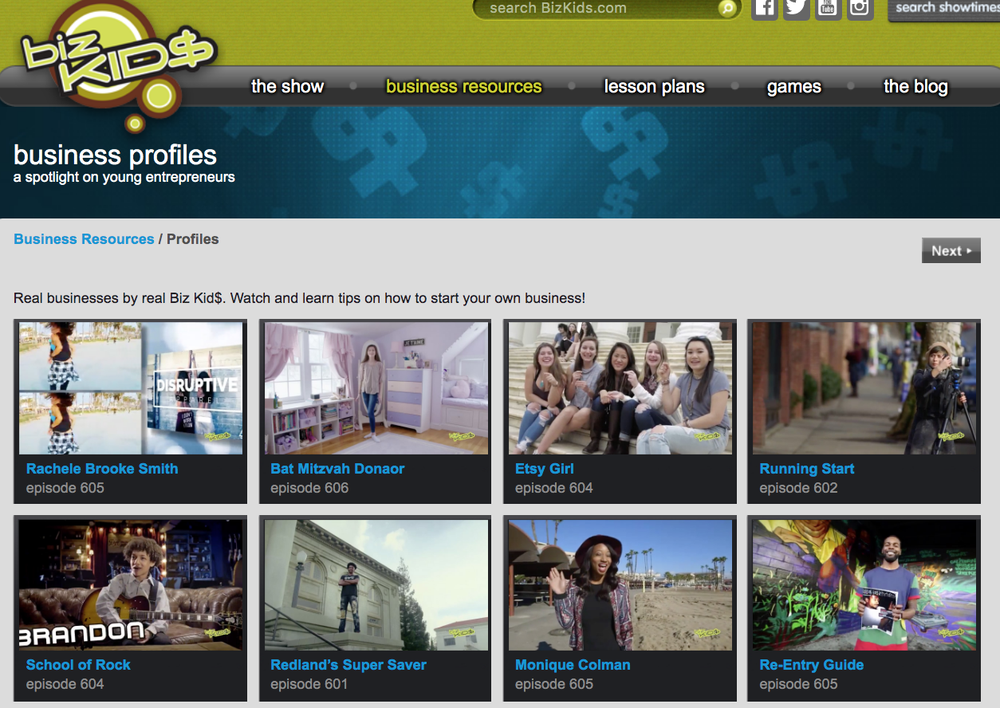 search BizKids.com
search showtimes
biz
KID$
the show
business resources
lesson plans
games
the blog
business profiles
a spotlight on young entrepreneurs
Business Resources / Profiles
Next
Real businesses by real Biz Kid$. Watch and learn tips on how to start your own business!
DISRUPTIVE
APPAREL
JE T'AIME
Rachele Brooke Smith
episode 605
Bat Mitzvah Donaor
episode 606
Etsy Girl
episode 604
Running Start
episode 602
BRANDON
School of Rock
episode 604
Redland's Super Saver
episode 601
Monique Colman
episode 605
Re-Entry Guide
episode 605